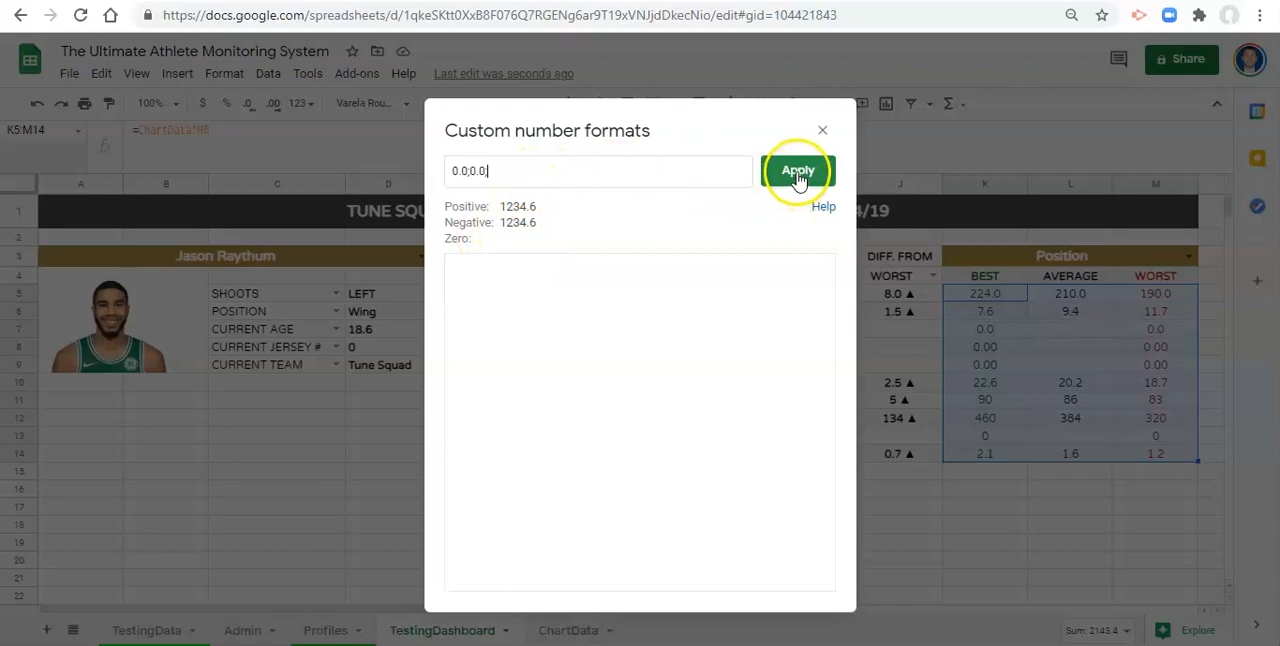 https://docs.google.com/spreadsheets/d/1qkeSKtt0XxB8F076Q7RGENg6ar9T19xVNJjdDkecNio/edit#gid=104421843
The Ultimate Athlete Monitoring System
File Edit View Insert Format Data Tools Add-ons Help Last edit was seconds ago
Share
100% $ % .0 .00 123 Varela Rou...
K5:M14
=ChartData!H6
Custom number formats
0.0;0.0;
Apply
Positive: 1234.6
Negative: 1234.6
Zero:
Help
A B C D J K L M
1 TUNE SQU /4/19
2
3 Jason Raythum DIFF. FROM Position
4 WORST BEST AVERAGE WORST
5 SHOOTS LEFT 8.0 ▲ 224.0 210.0 190.0
6 POSITION Wing 1.5 ▲ 7.6 9.4 11.7
7 CURRENT AGE 18.6 0.0 0.0
8 CURRENT JERSEY # 0 0.00 0.00
9 CURRENT TEAM Tune Squad 0.00 0.00
10 2.5 ▲ 22.6 20.2 18.7
11 5 ▲ 90 86 83
12 134 ▲ 460 384 320
13 0 0
14 0.7 ▲ 2.1 1.6 1.2
15
16
17
18
19
20
21
22
TestingData Admin Profiles TestingDashboard ChartData Sum: 2143.4 Explore